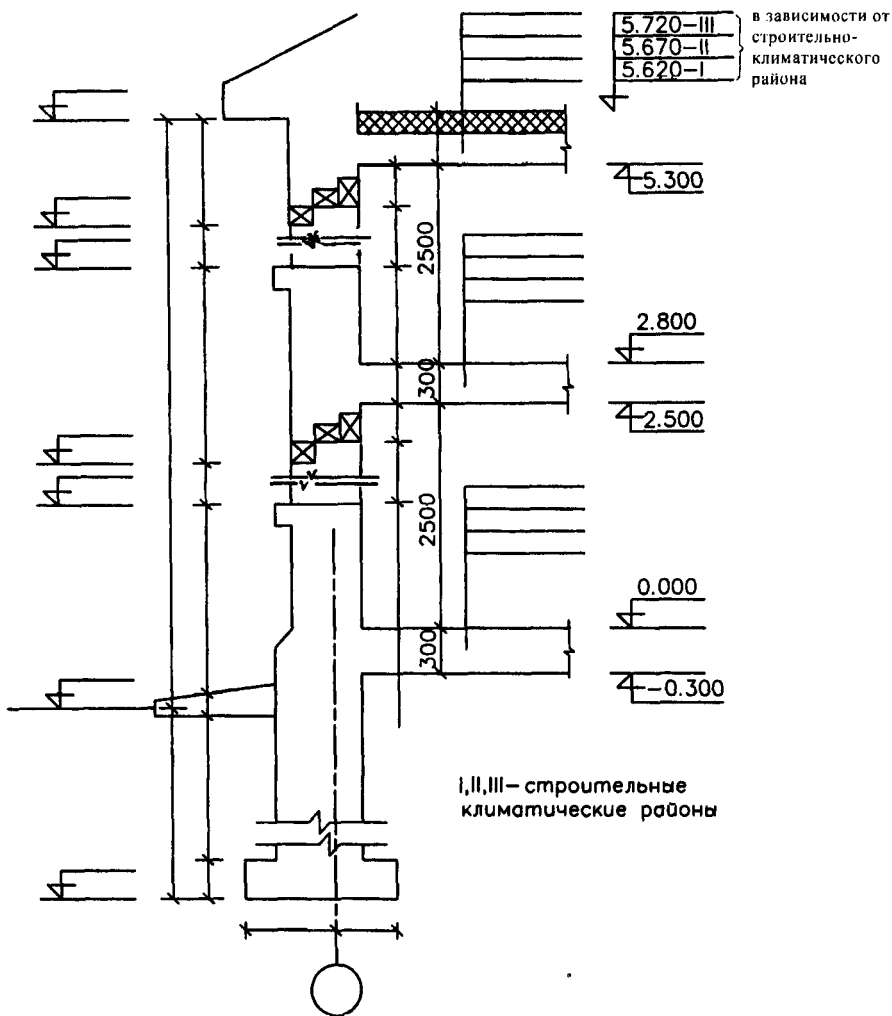 5.720-III
5.670-II
5.620-I
в зависимости от
строительно-
климатического
района
5.300
2500
2.800
300
2.500
2500
0.000
300
-0.300
I,II,III- строительные
климатические районы